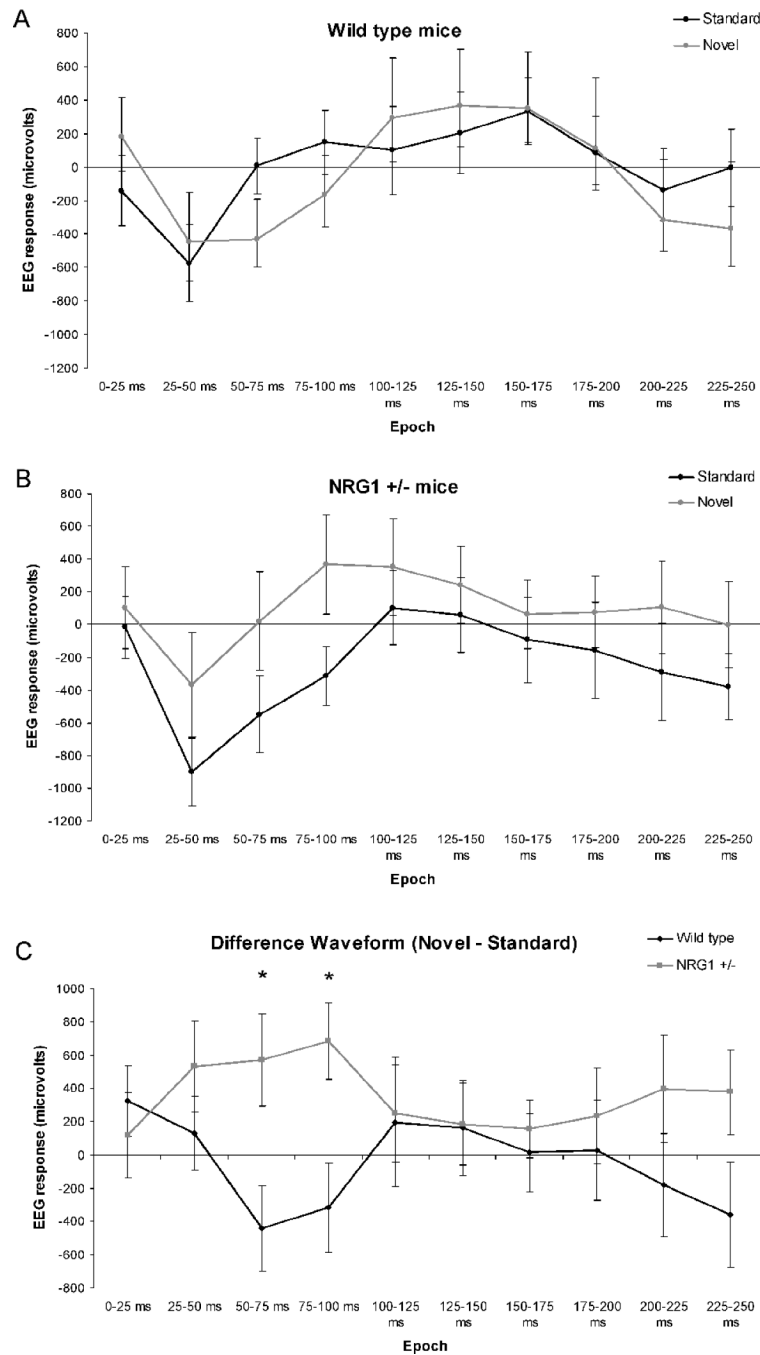 A
Wild type mice
Standard
Novel
EEG response (microvolts)
800
600
400
200
0
-200
-400
-600
-800
-1000
-1200
0-25 ms
25-50 ms
50-75 ms
75-100 ms
100-125 ms
125-150 ms
150-175 ms
175-200 ms
200-225 ms
225-250 ms
Epoch
B
NRG1 +/- mice
Standard
Novel
EEG response (microvolts)
800
600
400
200
0
-200
-400
-600
-800
-1000
-1200
0-25 ms
25-50 ms
50-75 ms
75-100 ms
100-125 ms
125-150 ms
150-175 ms
175-200 ms
200-225 ms
225-250 ms
Epoch
C
Difference Waveform (Novel - Standard)
Wild type
NRG1 +/-
* *
EEG response (microvolts)
1000
800
600
400
200
0
-200
-400
-600
-800
0-25 ms
25-50 ms
50-75 ms
75-100 ms
100-125 ms
125-150 ms
150-175 ms
175-200 ms
200-225 ms
225-250 ms
Epoch